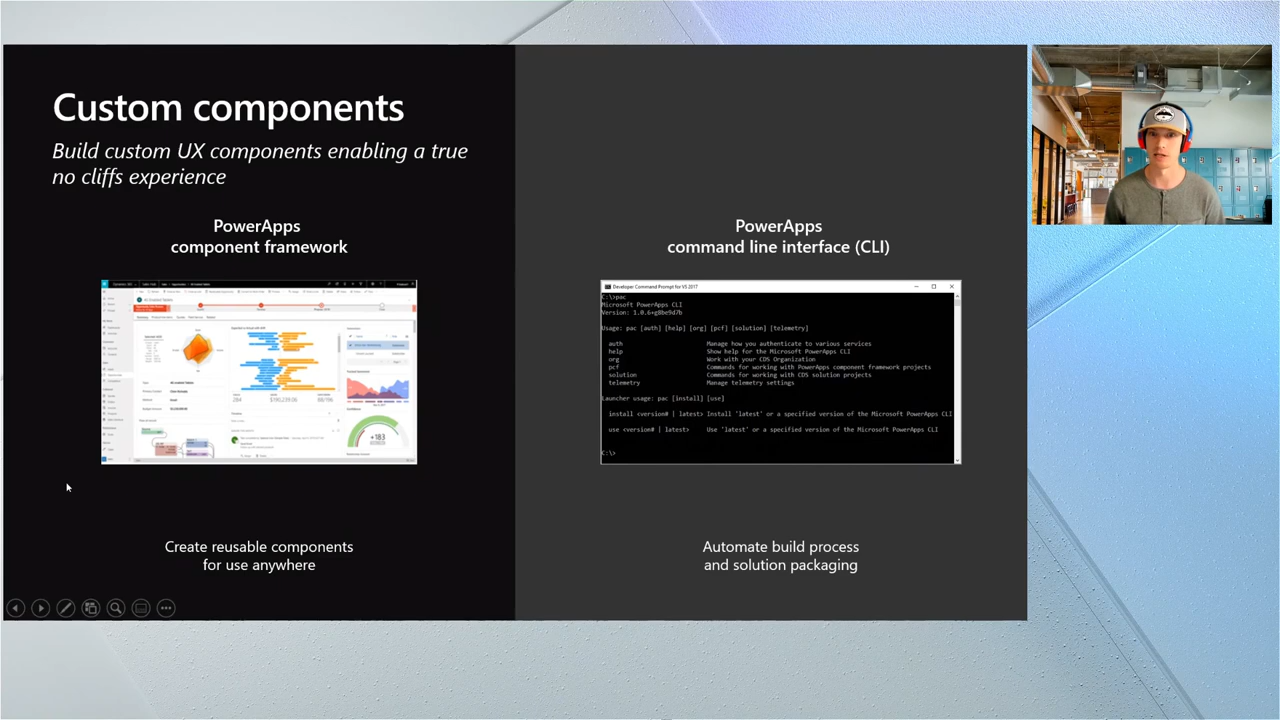 Custom components
Build custom UX components enabling a true
no cliffs experience
PowerApps
component framework
Create reusable components
for use anywhere
PowerApps
command line interface (CLI)
Developer Command Prompt for VS 2017
C:\>pac
Microsoft PowerApps CLI
Version: 1.0.6+g8be9d7b
Usage: pac [auth] [help] [org] [pcf] [solution] [telemetry]
auth Manage how you authenticate to various services
help Show help for the Microsoft PowerApps CLI
org Work with your CDS Organization
pcf Commands for working with PowerApps component framework projects
solution Commands for working with CDS solution projects
telemetry Manage telemetry settings
Launcher usage: pac [install] [use]
install <version# | latest> Install 'latest' or a specified version of the Microsoft PowerApps CLI
use <version# | latest> Use 'latest' or a specified version of the Microsoft PowerApps CLI
C:\>
Automate build process
and solution packaging